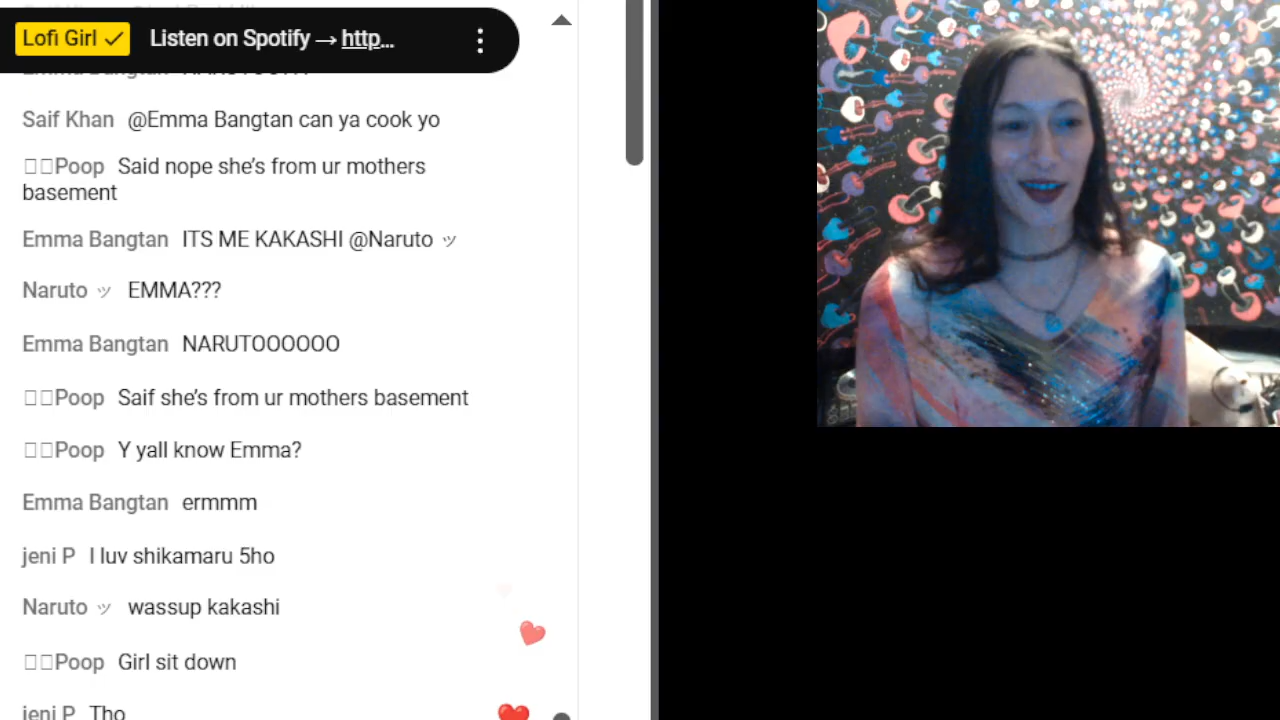 Lofi Girl ✓ Listen on Spotify → http...
Saif Khan @Emma Bangtan can ya cook yo
□□Poop Said nope she's from ur mothers
basement
Emma Bangtan ITS ME KAKASHI @Naruto ッ
Naruto ッ EMMA???
Emma Bangtan NARUTOOOOOO
□□Poop Saif she's from ur mothers basement
□□Poop Y yall know Emma?
Emma Bangtan ermmm
jeni P I luv shikamaru 5ho
Naruto ッ wassup kakashi
□□Poop Girl sit down
jeni P Tho